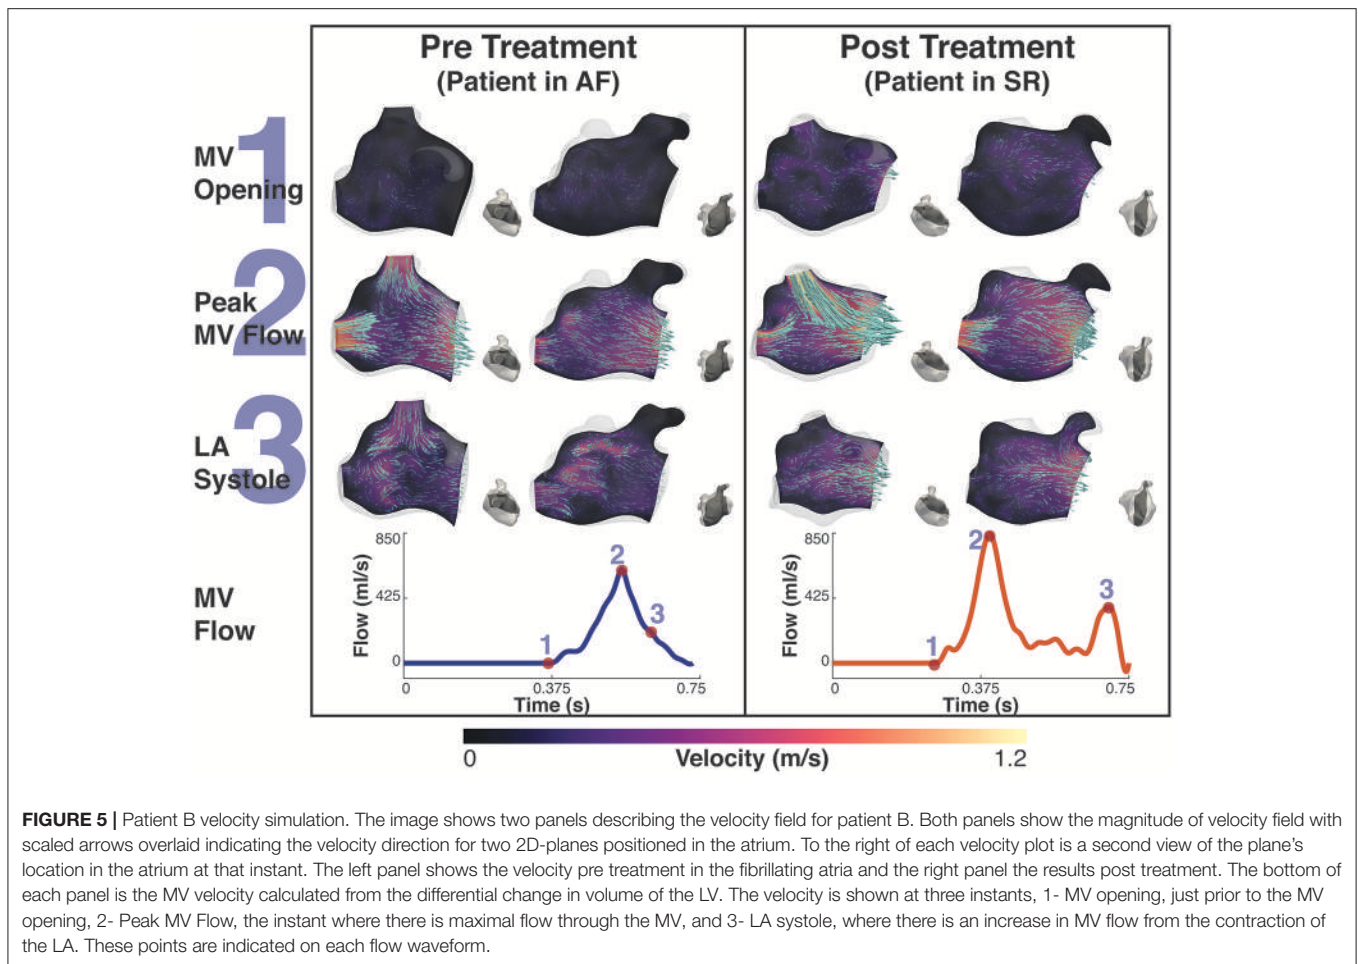 Pre Treatment
(Patient in AF)
Post Treatment
(Patient in SR)
1
MV
Opening
2
Peak
MV Flow
3
LA
Systole
MV
Flow
Flow (ml/s)
850
425
0
1
2
3
0
0.375
0.75
Time (s)
Flow (ml/s)
850
425
0
1
2
3
0
0.375
0.75
Time (s)
0
Velocity (m/s)
1.2
FIGURE 5 | Patient B velocity simulation. The image shows two panels describing the velocity field for patient B. Both panels show the magnitude of velocity field with
scaled arrows overlaid indicating the velocity direction for two 2D-planes positioned in the atrium. To the right of each velocity plot is a second view of the plane's
location in the atrium at that instant. The left panel shows the velocity pre treatment in the fibrillating atria and the right panel the results post treatment. The bottom of
each panel is the MV velocity calculated from the differential change in volume of the LV. The velocity is shown at three instants, 1- MV opening, just prior to the MV
opening, 2- Peak MV Flow, the instant where there is maximal flow through the MV, and 3- LA systole, where there is an increase in MV flow from the contraction of
the LA. These points are indicated on each flow waveform.